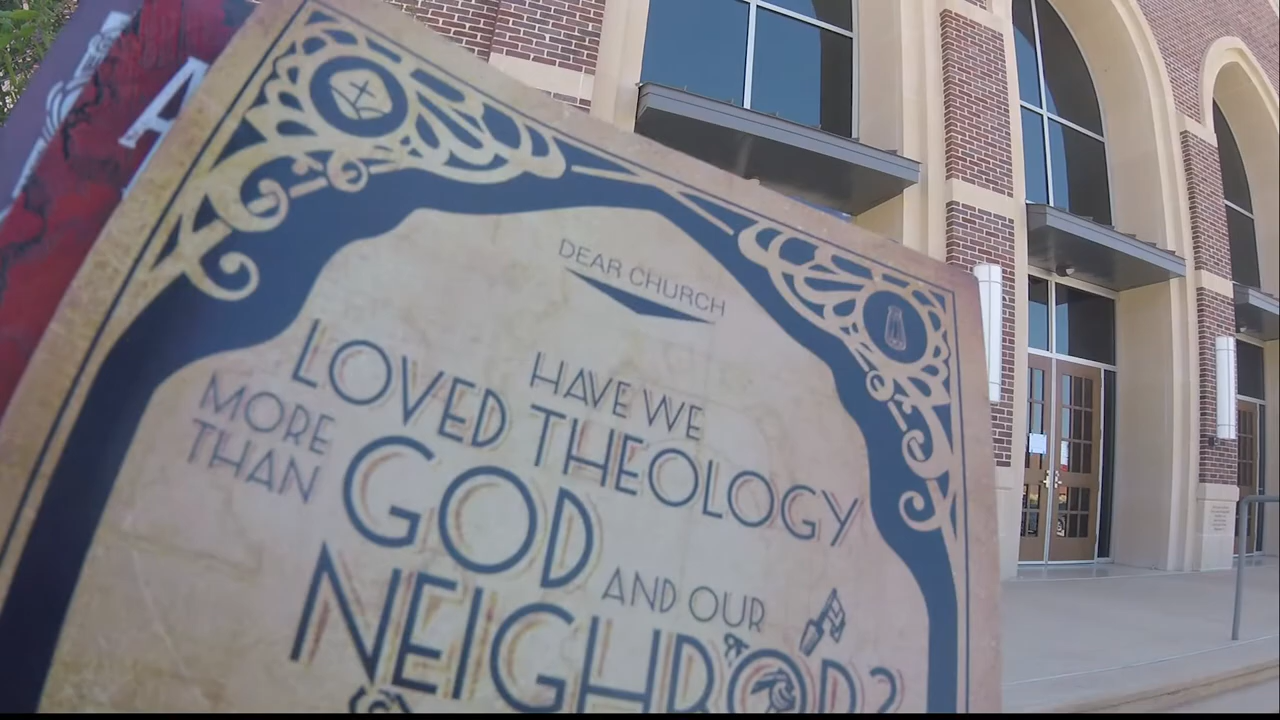 DEAR CHURCH
HAVE WE
LOVED THEOLOGY
MORE THAN
GOD
AND OUR
NEIGHBOR?